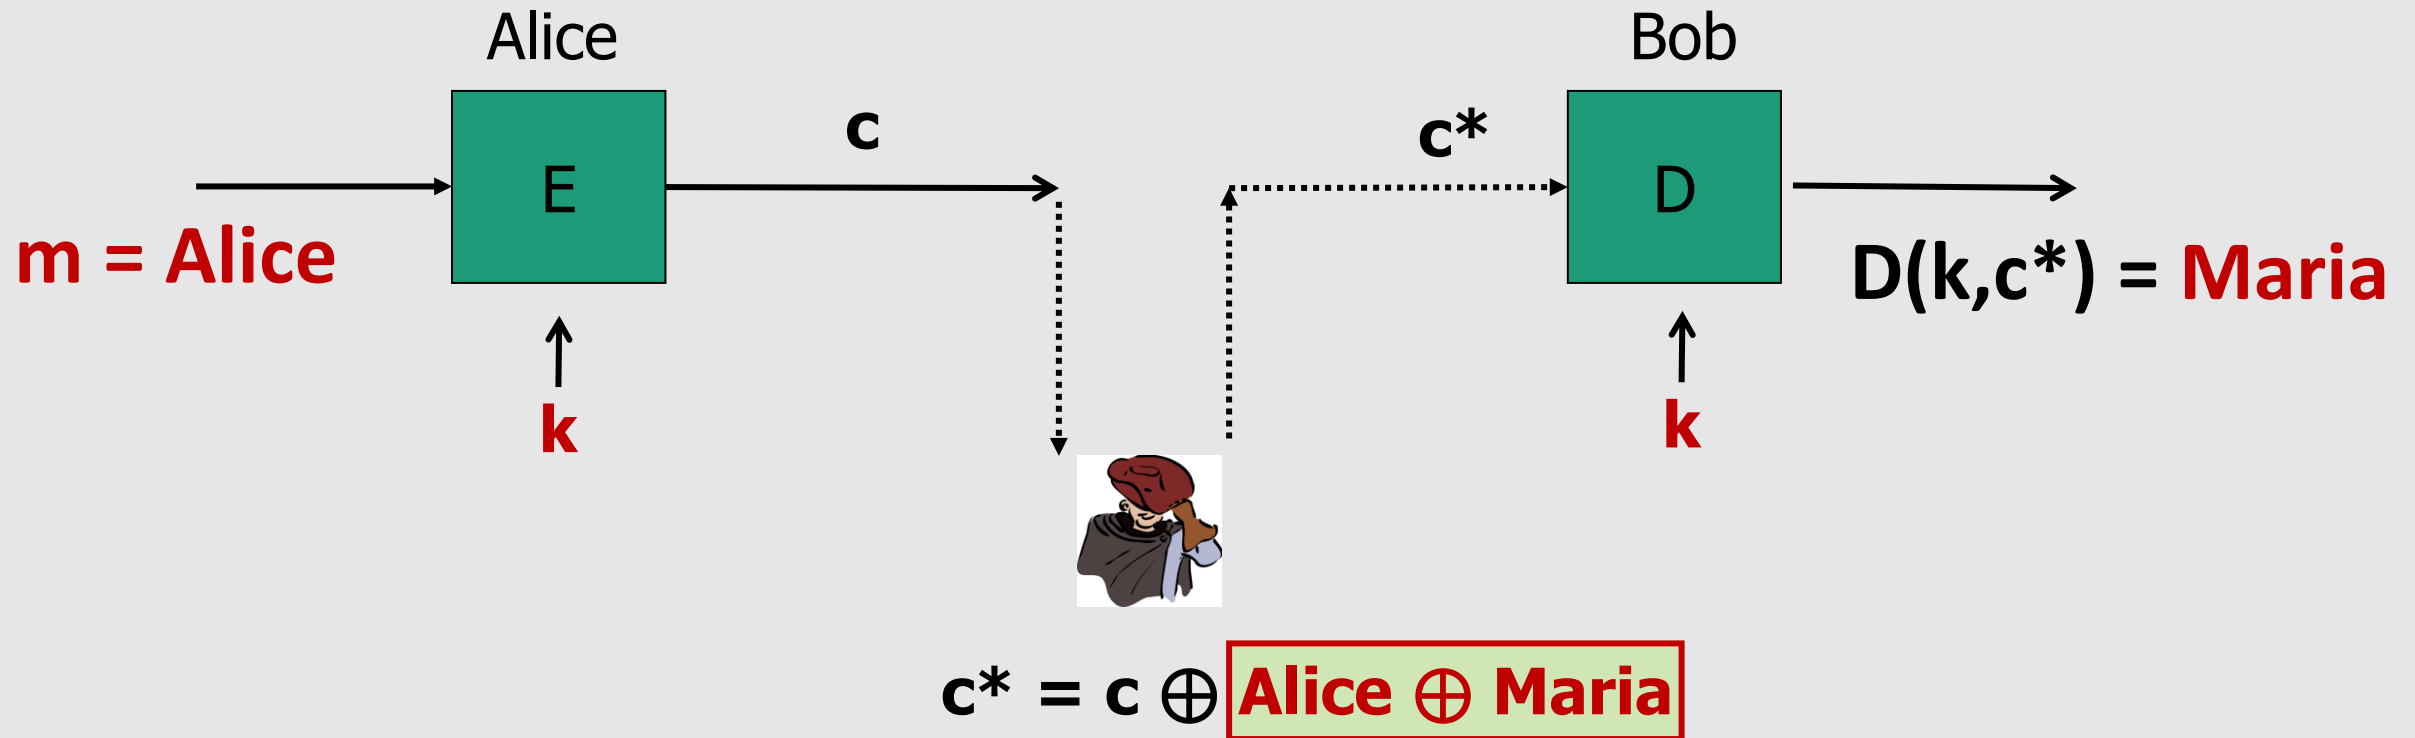 Alice
Bob
c
c*
E
D
m = Alice
D(k,c*) = Maria
k
k
c* = c ⊕ Alice ⊕ Maria